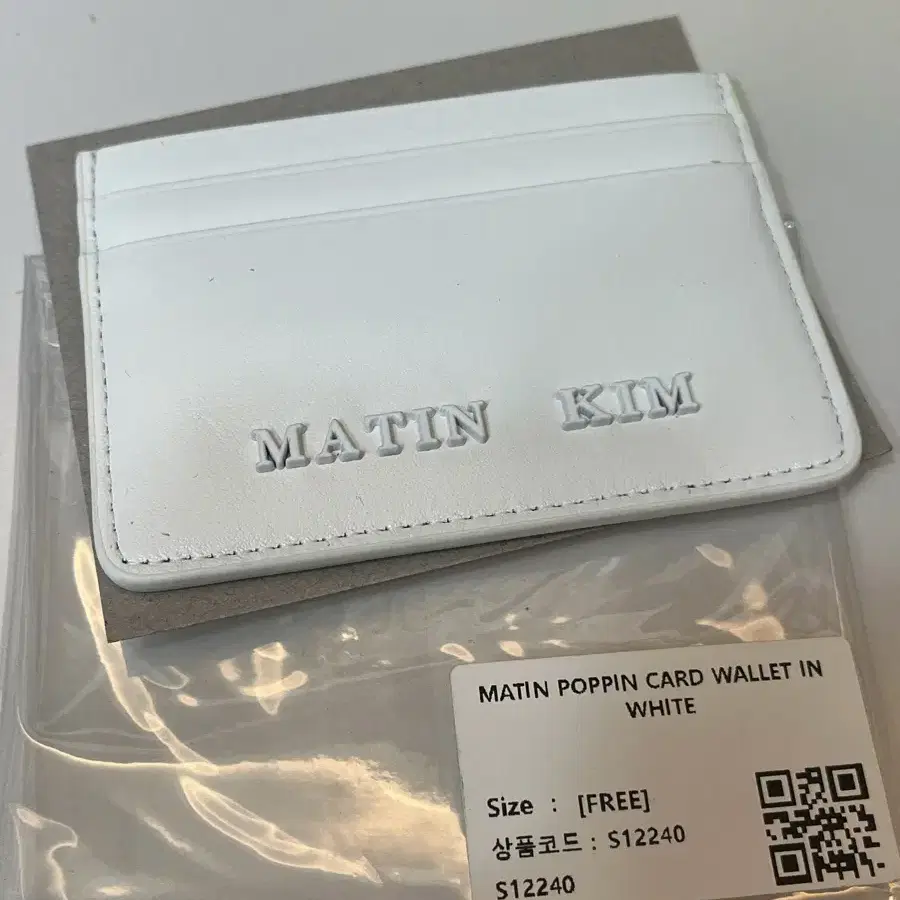 MATIN KIM
MATIN POPPIN CARD WALLET IN
WHITE
Size : [FREE]
상품코드 : S12240
S12240